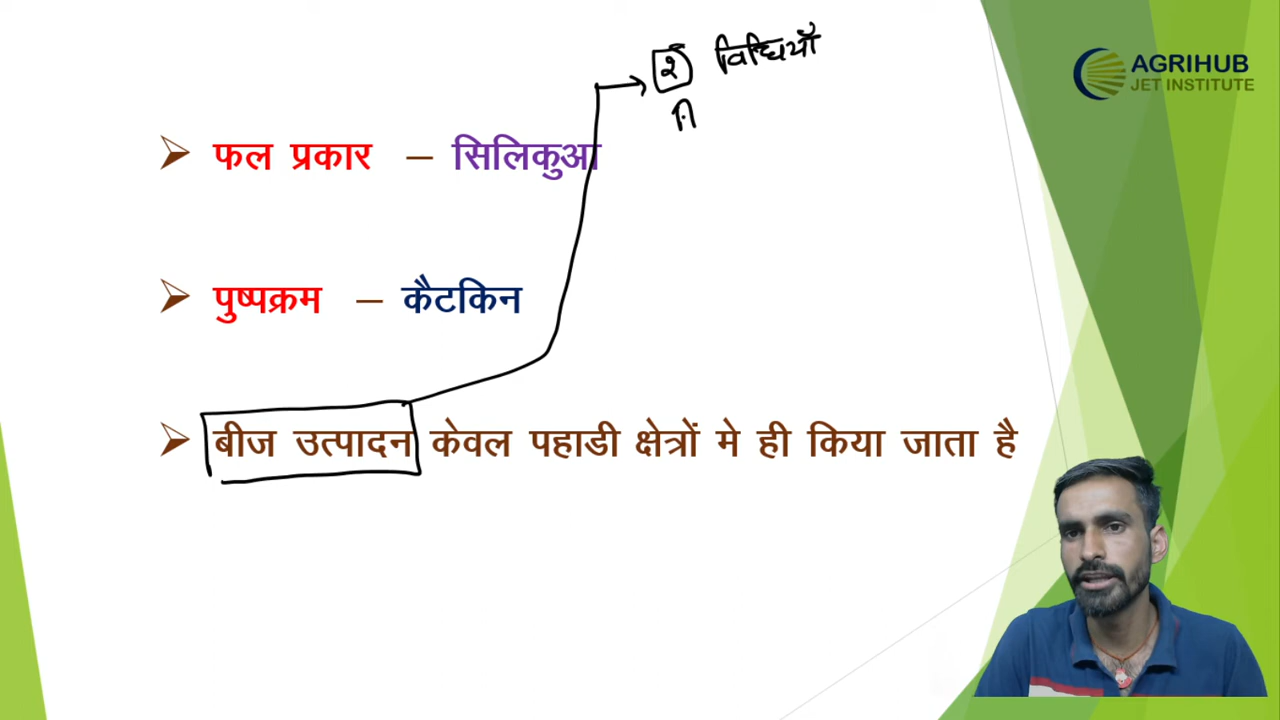 २ विधियाँ
AGRIHUB
JET INSTITUTE
फल प्रकार – सिलिकुआ
पुष्पक्रम – कैटकिन
बीज उत्पादन केवल पहाडी क्षेत्रों मे ही किया जाता है